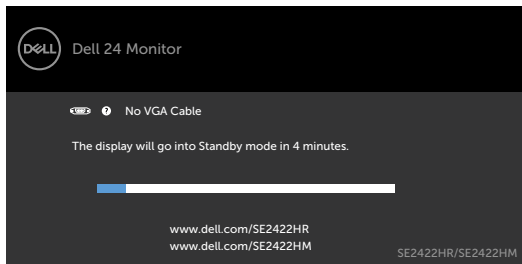 DELL Dell 24 Monitor
? No VGA Cable
The display will go into Standby mode in 4 minutes.
www.dell.com/SE2422HR
www.dell.com/SE2422HM
SE2422HR/SE2422HM